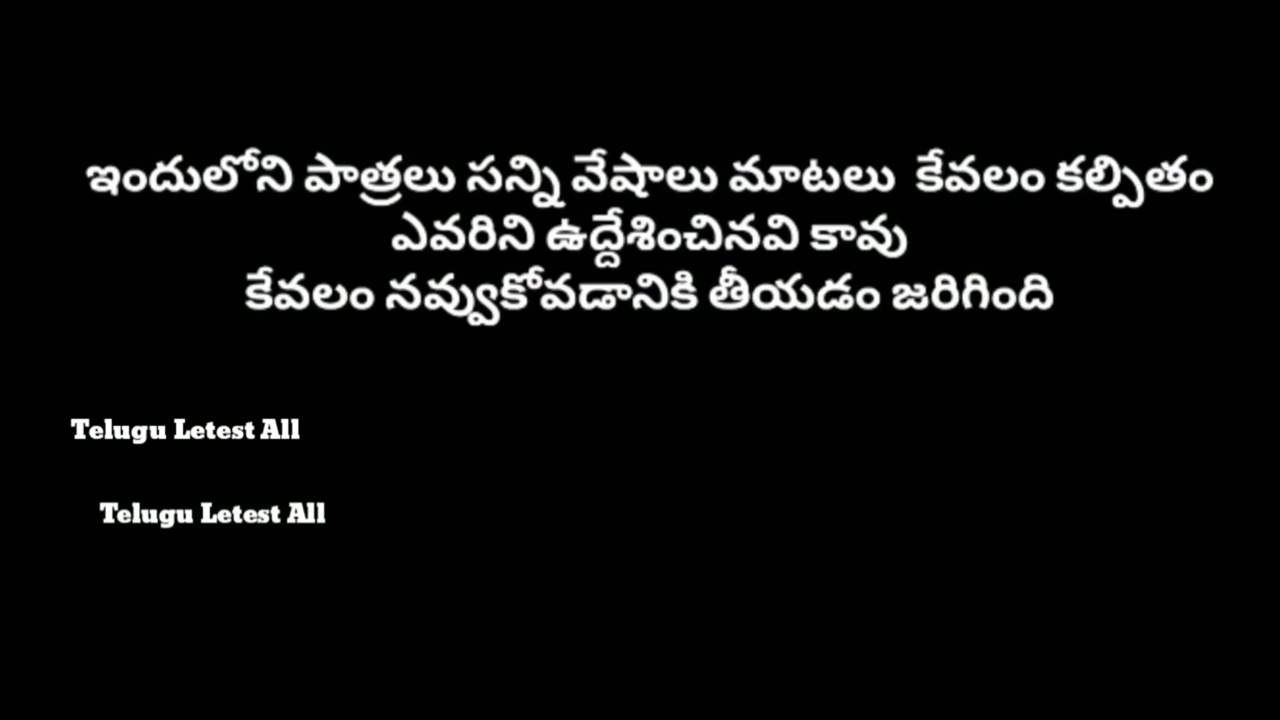 ఇందులోని పాత్రలు సన్ని వేషాలు మాటలు కేవలం కల్పితం
ఎవరిని ఉద్దేశించినవి కావు
కేవలం నవ్వుకోవడానికి తీయడం జరిగింది
Telugu Letest All
Telugu Letest All